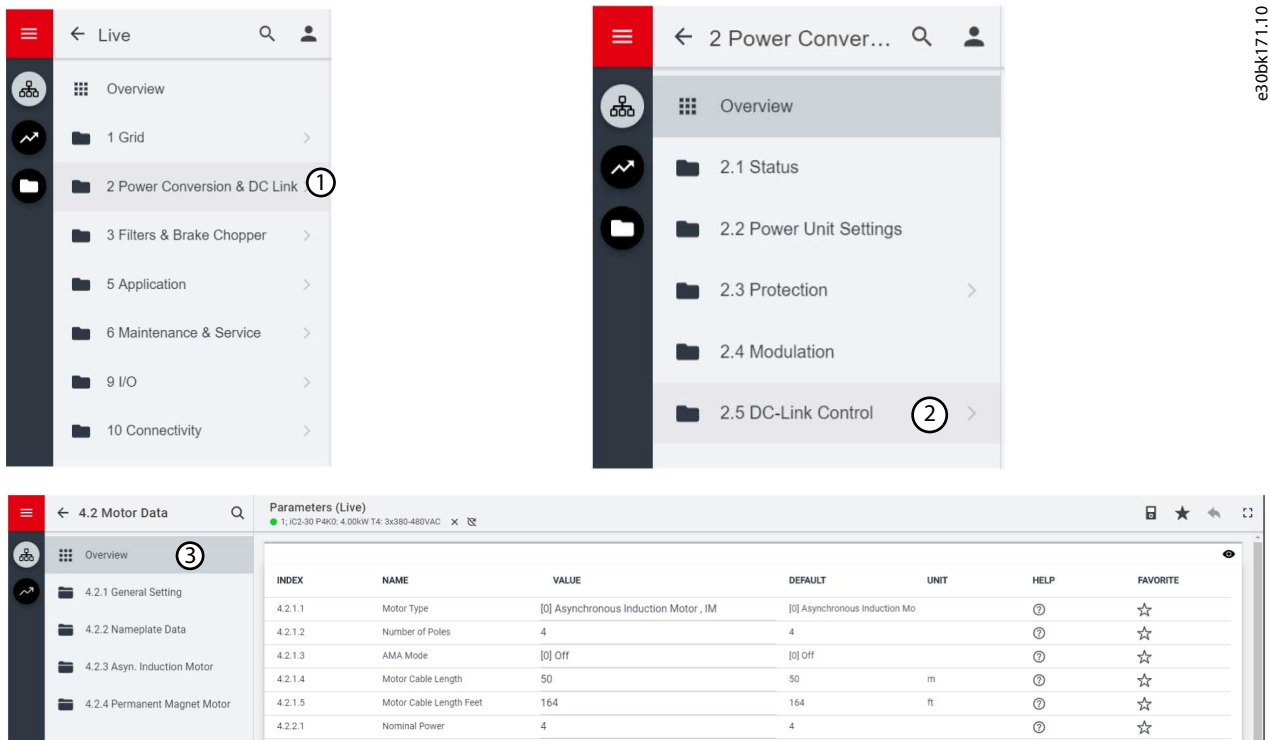 Live
Overview
1 Grid
2 Power Conversion & DC Link
1
3 Filters & Brake Chopper
5 Application
6 Maintenance & Service
9 I/O
10 Connectivity
2 Power Conver...
Overview
2.1 Status
2.2 Power Unit Settings
2.3 Protection
2.4 Modulation
2.5 DC-Link Control
2
e30bk171.10
4.2 Motor Data
Overview
3
4.2.1 General Setting
4.2.2 Nameplate Data
4.2.3 Asyn. Induction Motor
4.2.4 Permanent Magnet Motor
Parameters (Live)
1; iC2-30 P4K0: 4.00kW T4: 3x380-480VAC
INDEX NAME VALUE DEFAULT UNIT HELP FAVORITE
4.2.1.1 Motor Type [0] Asynchronous Induction Motor , IM [0] Asynchronous Induction Mo
4.2.1.2 Number of Poles 4 4
4.2.1.3 AMA Mode [0] Off [0] Off
4.2.1.4 Motor Cable Length 50 50 m
4.2.1.5 Motor Cable Length Feet 164 164 ft
4.2.2.1 Nominal Power 4 4